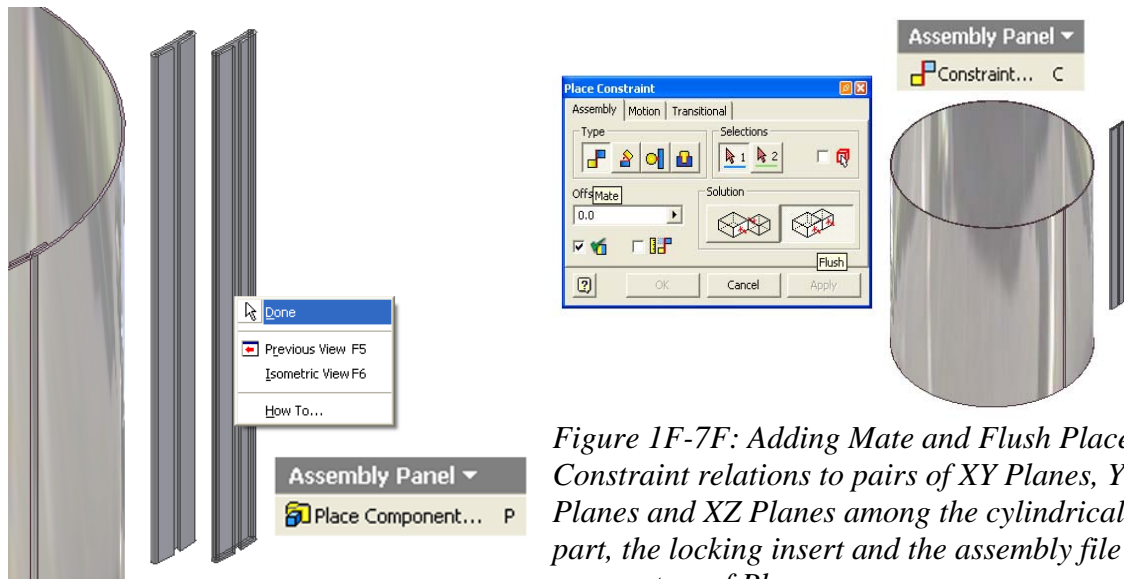 Done
Previous View F5
Isometric View F6
How To...
Assembly Panel
Place Component... P
Assembly Panel
Constraint... C
Place Constraint
Assembly Motion Transitional
Type Selections
1 2
Offs Mate Solution
0.0
Flush
OK Cancel Apply
Figure 1F-7F: Adding Mate and Flush Place
Constraint relations to pairs of XY Planes, Y
Planes and XZ Planes among the cylindrical
part, the locking insert and the assembly file